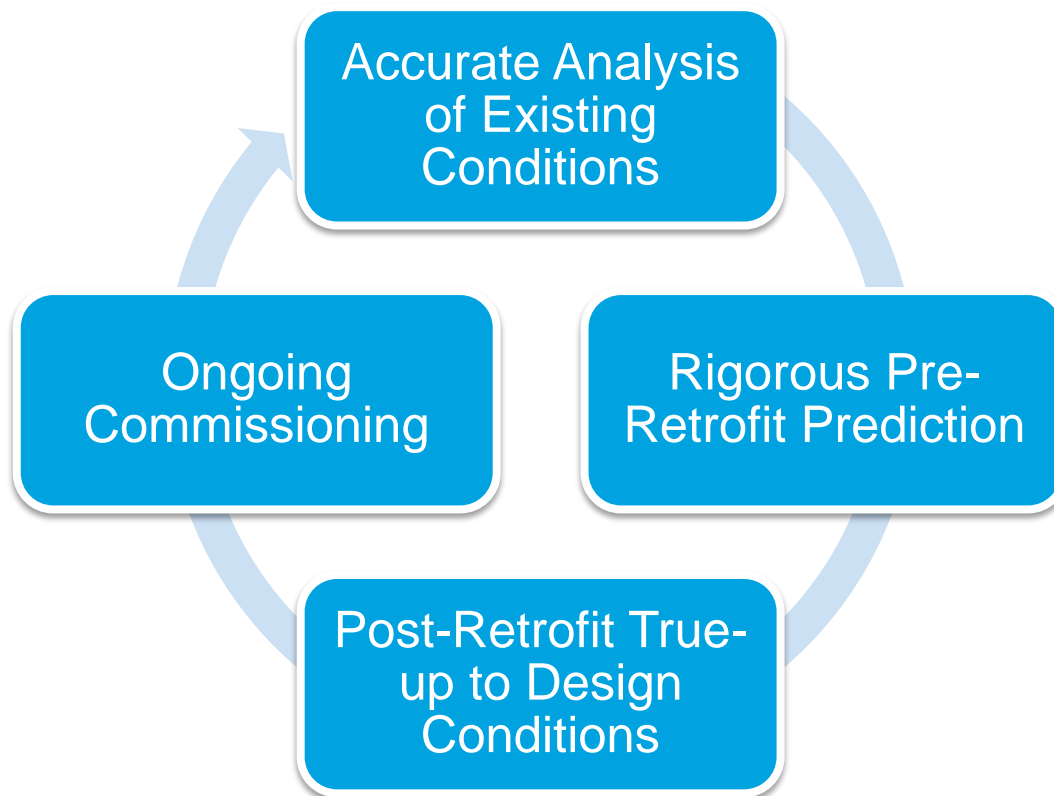 Accurate Analysis
of Existing
Conditions
Ongoing
Commissioning
Rigorous Pre-
Retrofit Prediction
Post-Retrofit True-
up to Design
Conditions